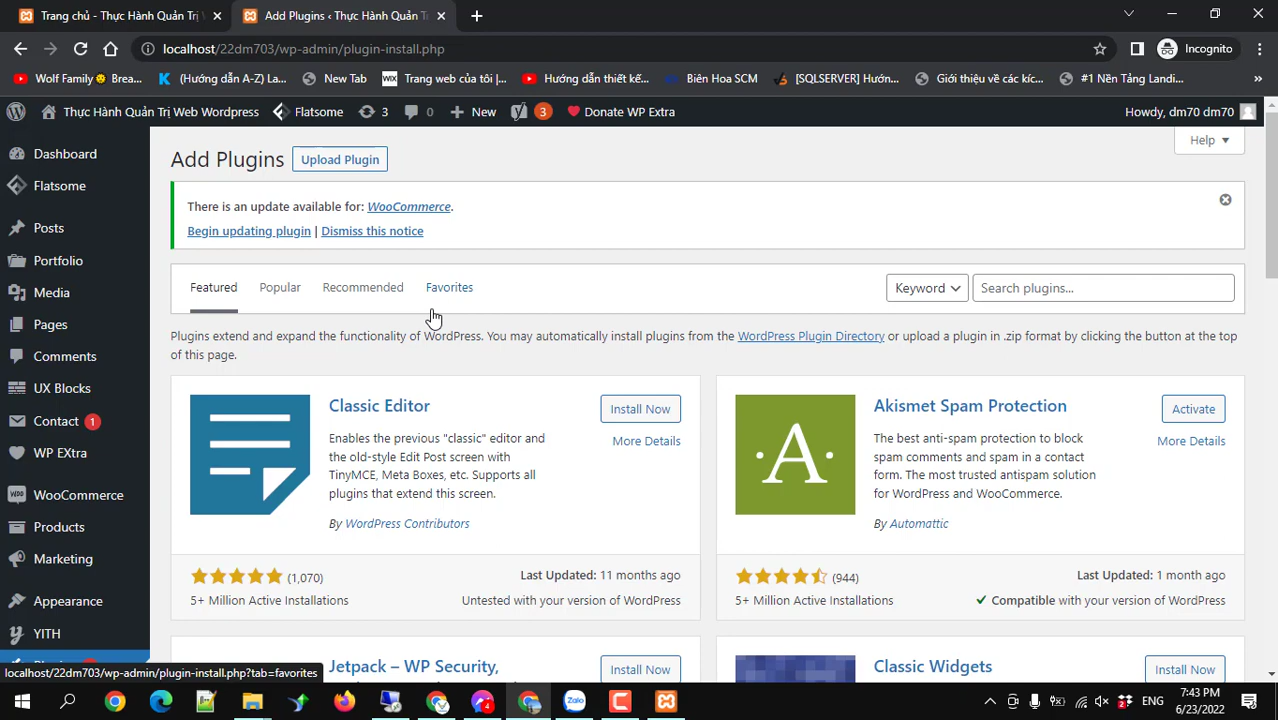 Trang chủ - Thực Hành Quản Trị V
Add Plugins ‹ Thực Hành Quản Tr
localhost/22dm703/wp-admin/plugin-install.php
Incognito
Wolf Family🐺 Brea...
(Hướng dẫn A-Z) La...
New Tab
WIX Trang web của tôi |...
Hướng dẫn thiết kế...
Biên Hoa SCM
[SQLSERVER] Hướn...
Giới thiệu về các kíc...
#1 Nền Tảng Landi...
»
Thực Hành Quản Trị Web Wordpress
Flatsome
3
0
New
3
Donate WP Extra
Howdy, dm70 dm70
Dashboard
Flatsome
Posts
Portfolio
Media
Pages
Comments
UX Blocks
Contact 1
WP EXtra
WooCommerce
Products
Marketing
Appearance
YITH
Help
Add Plugins
Upload Plugin
There is an update available for: WooCommerce.
Begin updating plugin | Dismiss this notice
Featured
Popular
Recommended
Favorites
Keyword
Search plugins...
Plugins extend and expand the functionality of WordPress. You may automatically install plugins from the WordPress Plugin Directory or upload a plugin in .zip format by clicking the button at the top
of this page.
Classic Editor
Install Now
More Details
Enables the previous "classic" editor and
the old-style Edit Post screen with
TinyMCE, Meta Boxes, etc. Supports all
plugins that extend this screen.
By WordPress Contributors
(1,070)
5+ Million Active Installations
Last Updated: 11 months ago
Untested with your version of WordPress
Akismet Spam Protection
Activate
More Details
The best anti-spam protection to block
spam comments and spam in a contact
form. The most trusted antispam solution
for WordPress and WooCommerce.
By Automattic
(944)
5+ Million Active Installations
Last Updated: 1 month ago
✓ Compatible with your version of WordPress
Jetpack – WP Security,
Install Now
Classic Widgets
Install Now
localhost/22dm703/wp-admin/plugin-install.php?tab=favorites
4
Zalo
2
ENG
7:43 PM
6/23/2022